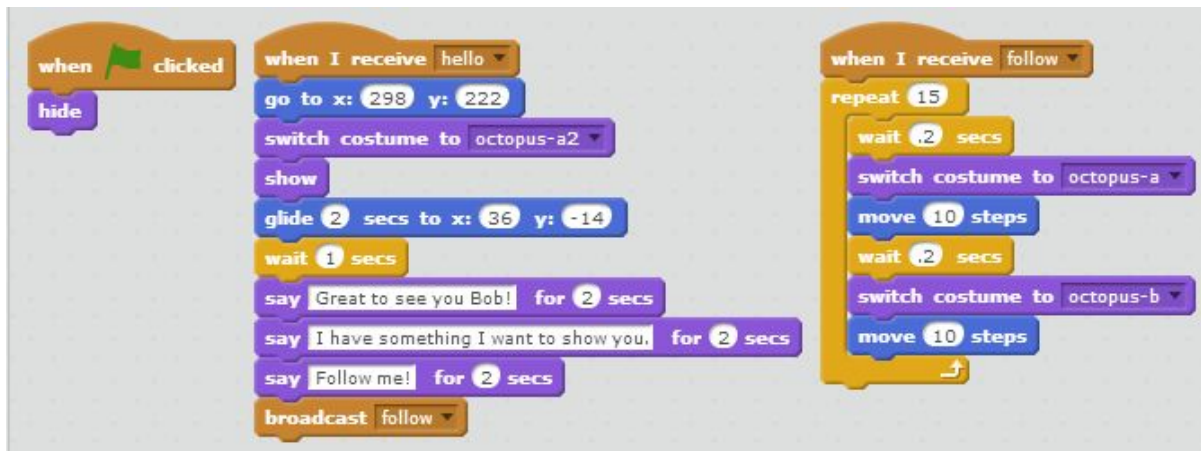 when clicked
hide
when I receive hello
go to x: 298 y: 222
switch costume to octopus-a2
show
glide 2 secs to x: 36 y: -14
wait 1 secs
say Great to see you Bob! for 2 secs
say I have something I want to show you. for 2 secs
say Follow me! for 2 secs
broadcast follow
when I receive follow
repeat 15
wait .2 secs
switch costume to octopus-a
move 10 steps
wait .2 secs
switch costume to octopus-b
move 10 steps